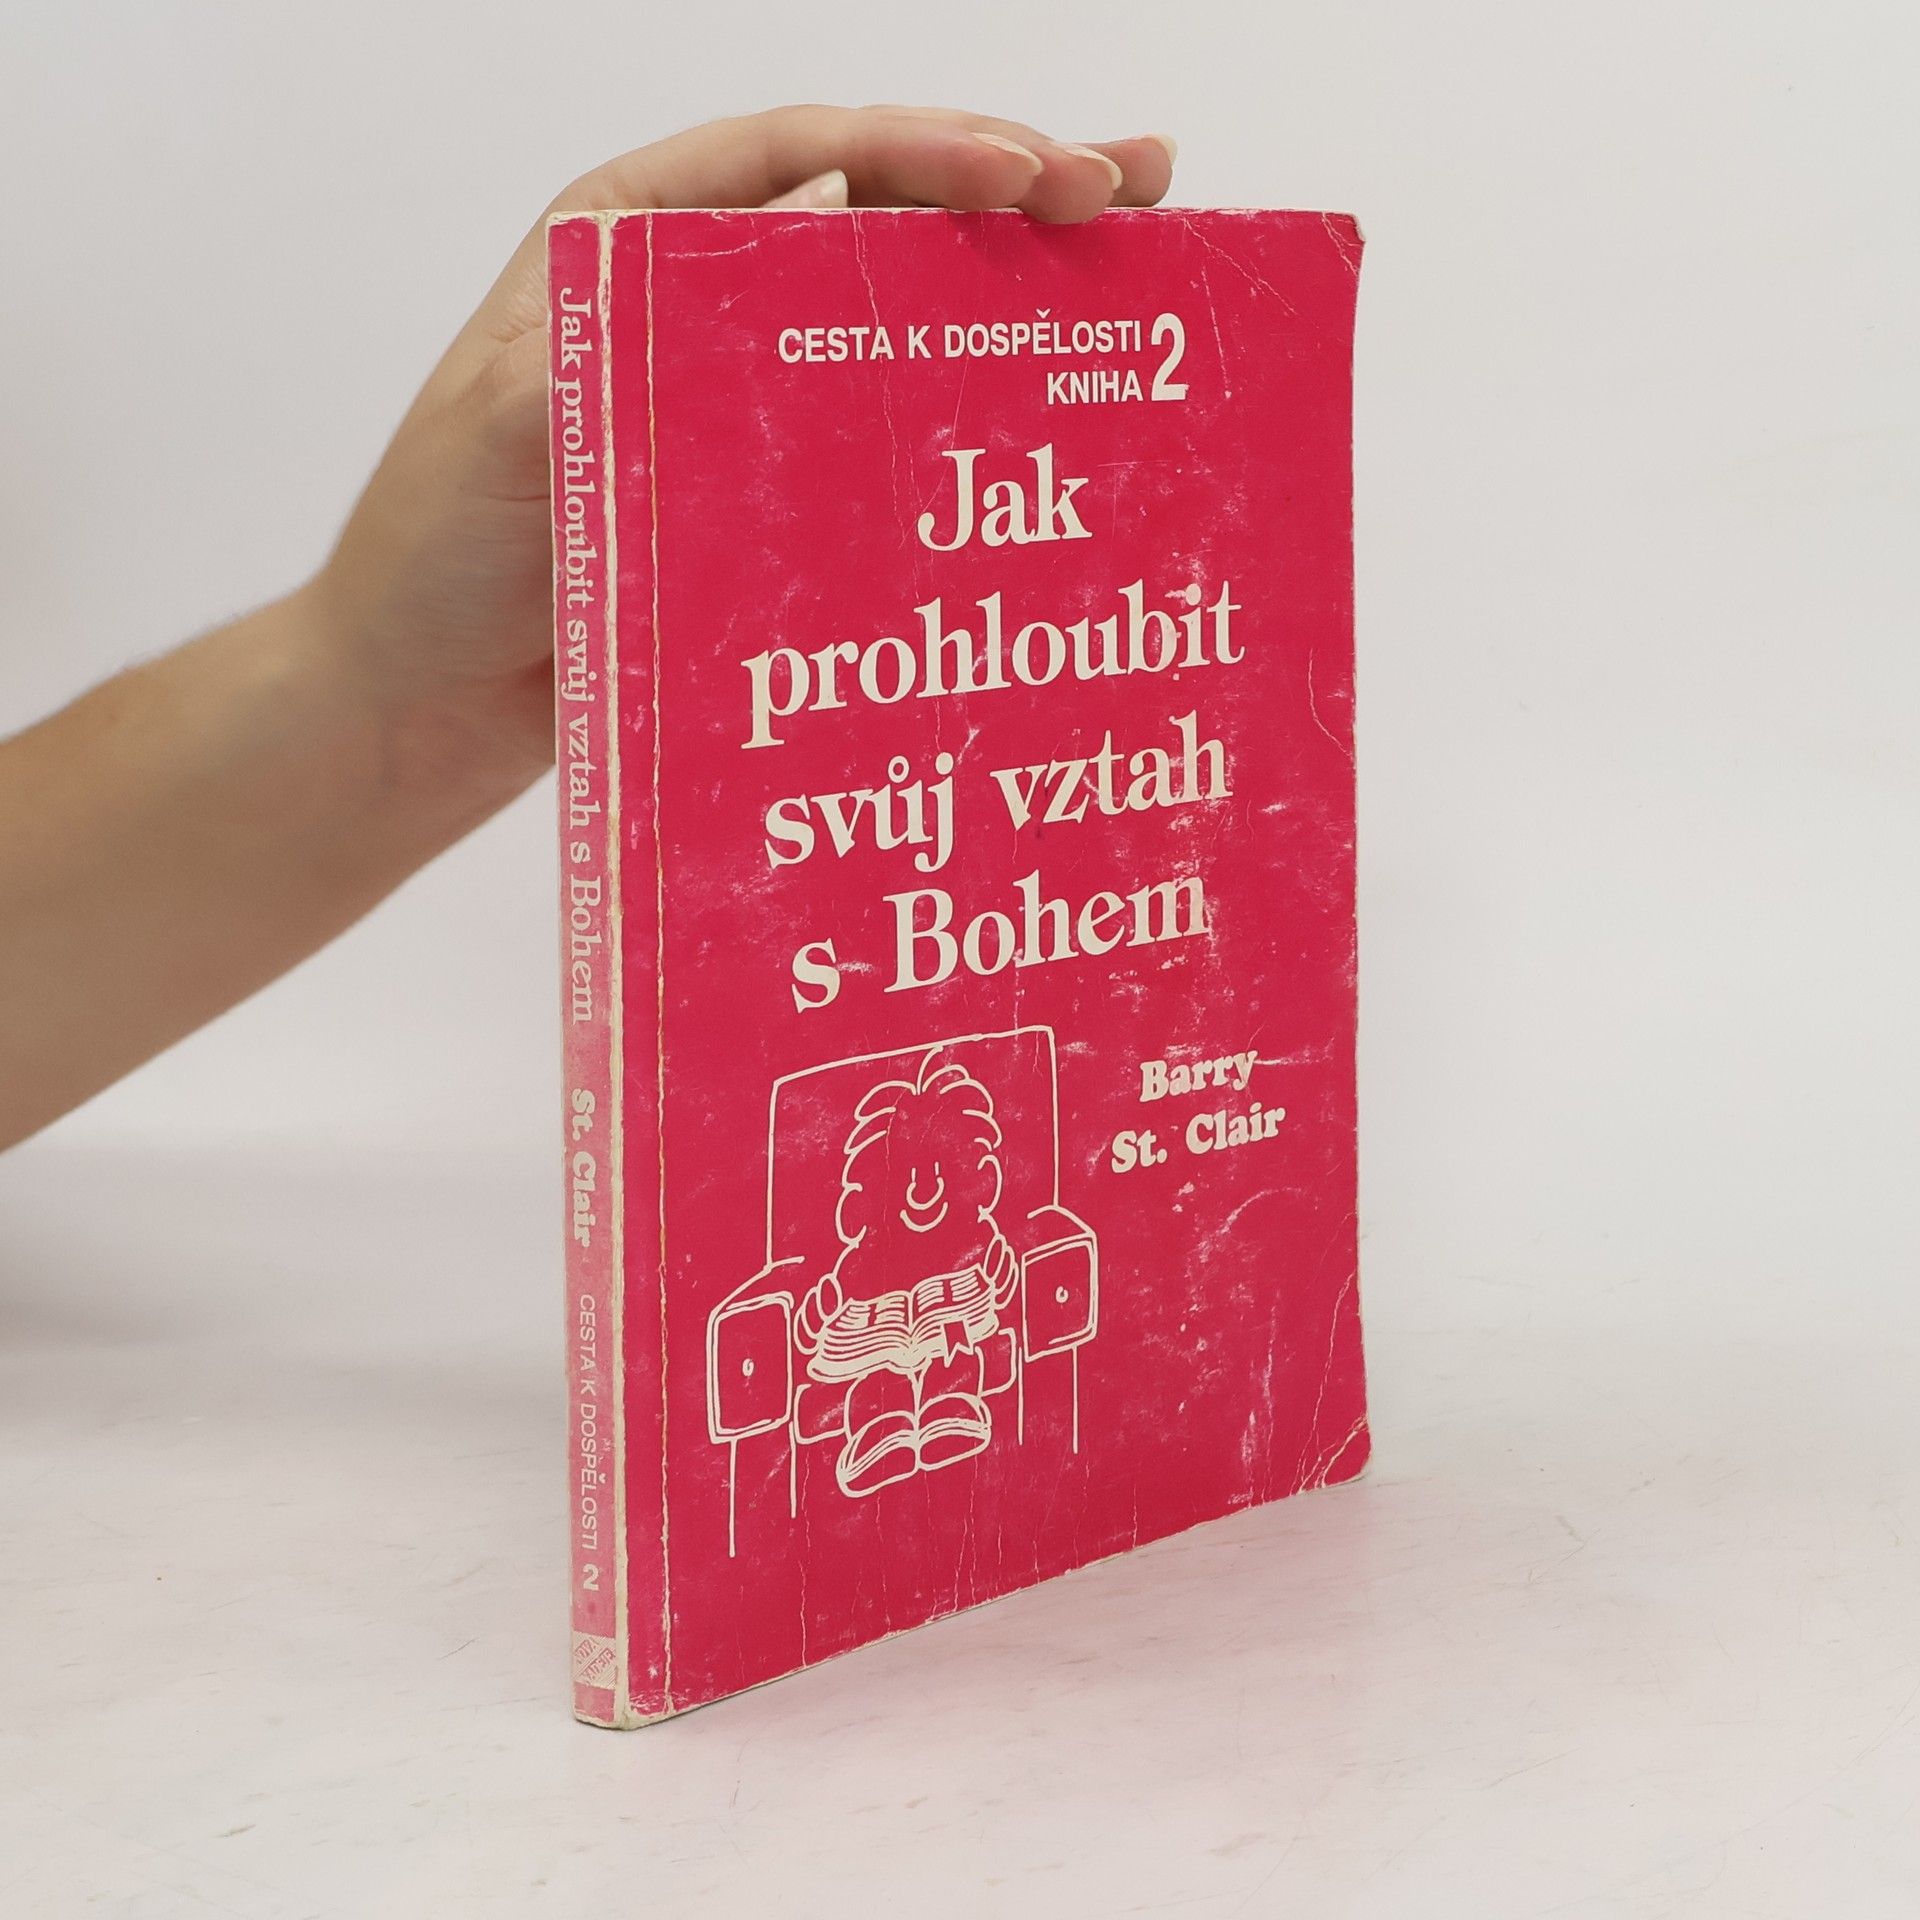 Jak prohloubit svůj vztah s Bohem St. Clair CESTA K DOSPĚLOSTI 2
CESTA K DOSPĚLOSTI 2
KNIHA
Jak
prohloubit
svůj vztah
s Bohem
Barry
St. Clair